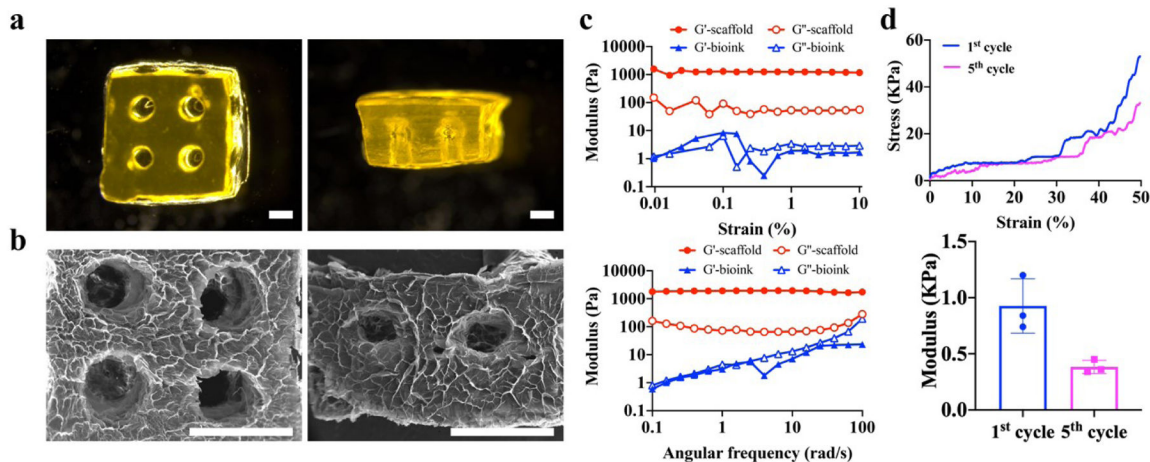 a
b
c
G'-scaffold G"-scaffold
G'-bioink G"-bioink
Modulus (Pa)
10000
1000
100
10
1
0.1
0.01 0.1 1 10
Strain (%)
G'-scaffold G"-scaffold
G'-bioink G"-bioink
Modulus (Pa)
10000
1000
100
10
1
0.1
0.1 1 10 100
Angular frequency (rad/s)
d
1st cycle
5th cycle
Stress (KPa)
60
40
20
0
0 10 20 30 40 50
Strain (%)
Modulus (KPa)
1.5
1.0
0.5
0.0
1st cycle 5th cycle